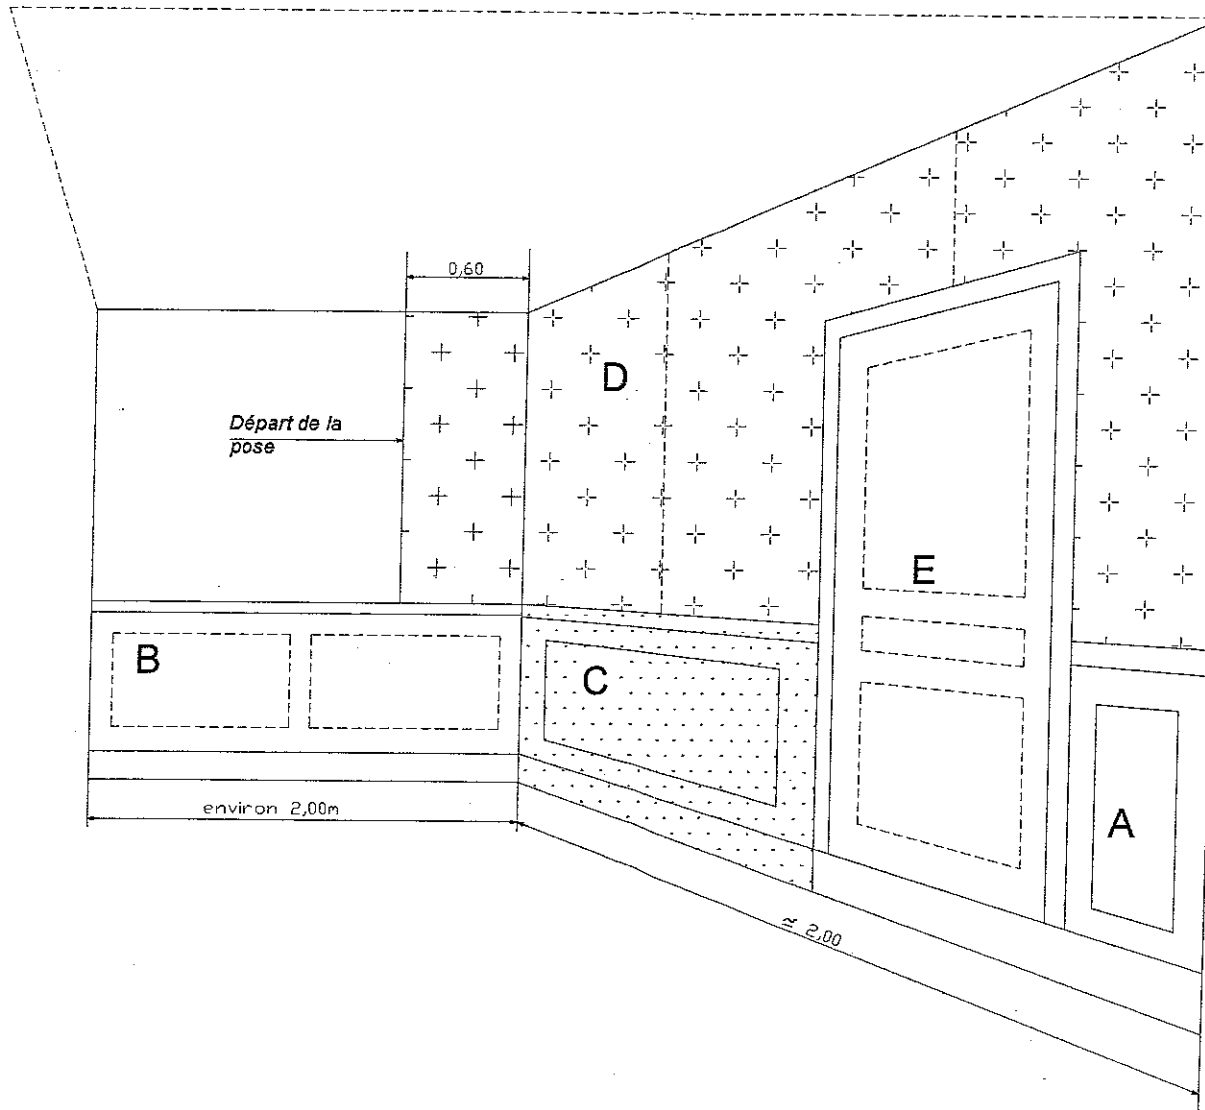 0,60
D
Départ de la
pose
E
B
C
A
environ 2,00m
≃ 2,00